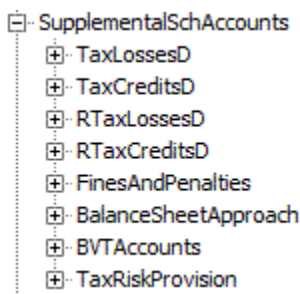 SupplementalSchAccounts
TaxLossesD
TaxCreditsD
RTaxLossesD
RTaxCreditsD
FinesAndPenalties
BalanceSheetApproach
BVTAccounts
TaxRiskProvision